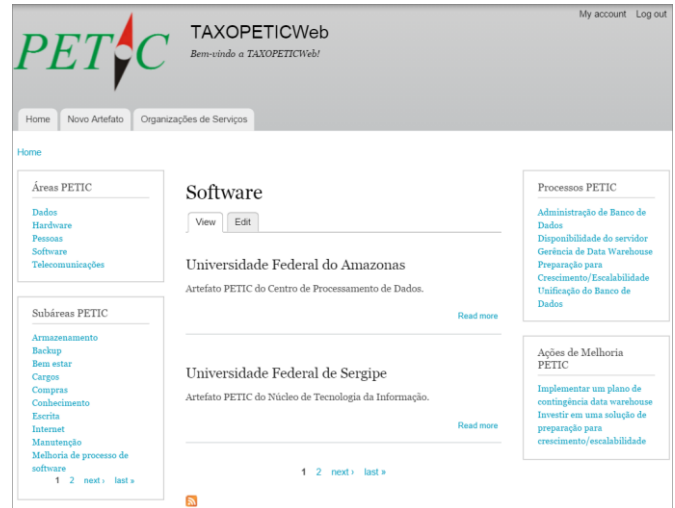 My account Log out
PETIC
TAXOPETICWeb
Bem-vindo a TAXOPETICWeb!
Home Novo Artefato Organizações de Serviços
Home
Áreas PETIC
Dados
Hardware
Pessoas
Software
Telecomunicações
Subáreas PETIC
Armazenamento
Backup
Bem estar
Cargos
Compras
Conhecimento
Escrita
Internet
Manutenção
Melhoria de processo de
software
1 2 next › last »
Software
View Edit
Universidade Federal do Amazonas
Artefato PETIC do Centro de Processamento de Dados.
Read more
Universidade Federal de Sergipe
Artefato PETIC do Núcleo de Tecnologia da Informação.
Read more
1 2 next › last »
Processos PETIC
Administração de Banco de
Dados
Disponibilidade do servidor
Gerência de Data Warehouse
Preparação para
Crescimento/Escalabilidade
Unificação do Banco de
Dados
Ações de Melhoria
PETIC
Implementar um plano de
contingência data warehouse
Investir em uma solução de
preparação para
crescimento/escalabilidade